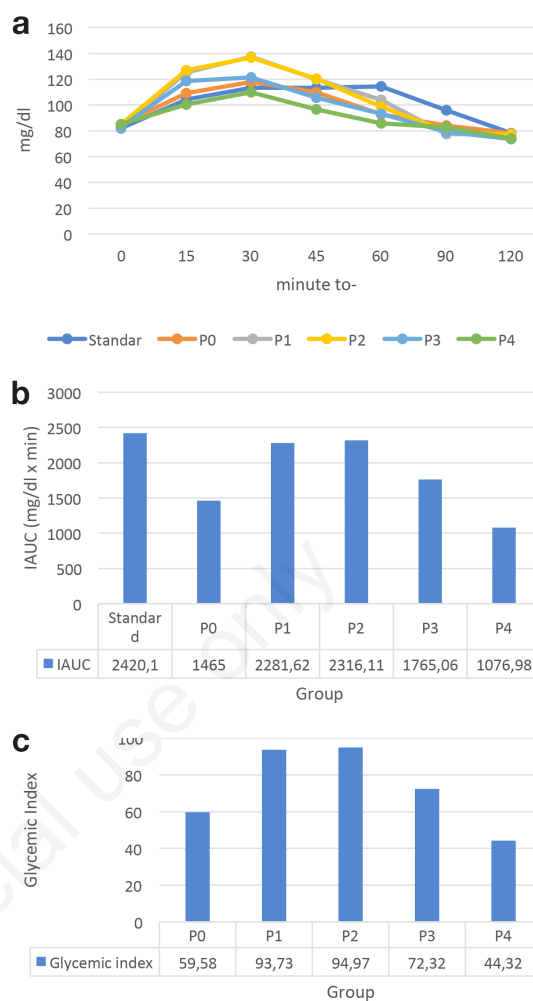 a
160
140
120
100
80
60
40
20
0
mg/dl
0 15 30 45 60 90 120
minute to-
Standar P0 P1 P2 P3 P4
b
3000
2500
2000
1500
1000
500
0
IAUC (mg/dl x min)
Standar
d
P0 P1 P2 P3 P4
IAUC 2420,1 1465 2281,62 2316,11 1765,06 1076,98
Group
c
100
80
60
40
20
0
Glycemic Index
P0 P1 P2 P3 P4
Glycemic index 59,58 93,73 94,97 72,32 44,32
Group
cial use only